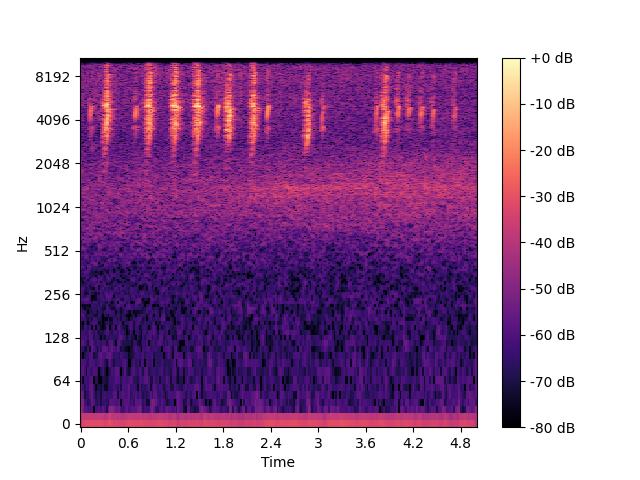 8192
4096
2048
1024
512
256
128
64
0
Hz
0 0.6 1.2 1.8 2.4 3 3.6 4.2 4.8
Time
+0 dB
-10 dB
-20 dB
-30 dB
-40 dB
-50 dB
-60 dB
-70 dB
-80 dB